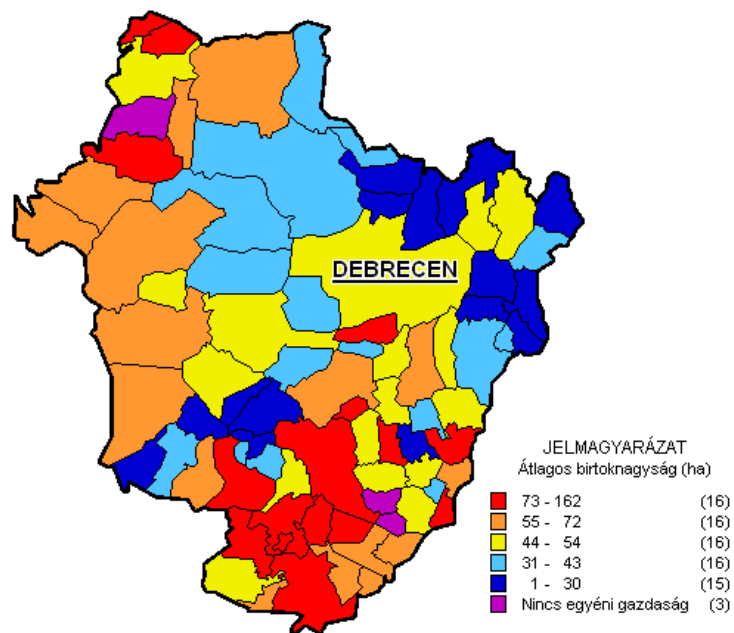 DEBRECEN
JELMAGYARÁZAT
Átlagos birtoknagyság (ha)
73 - 162 (16)
55 - 72 (16)
44 - 54 (16)
31 - 43 (16)
1 - 30 (15)
Nincs egyéni gazdaság (3)